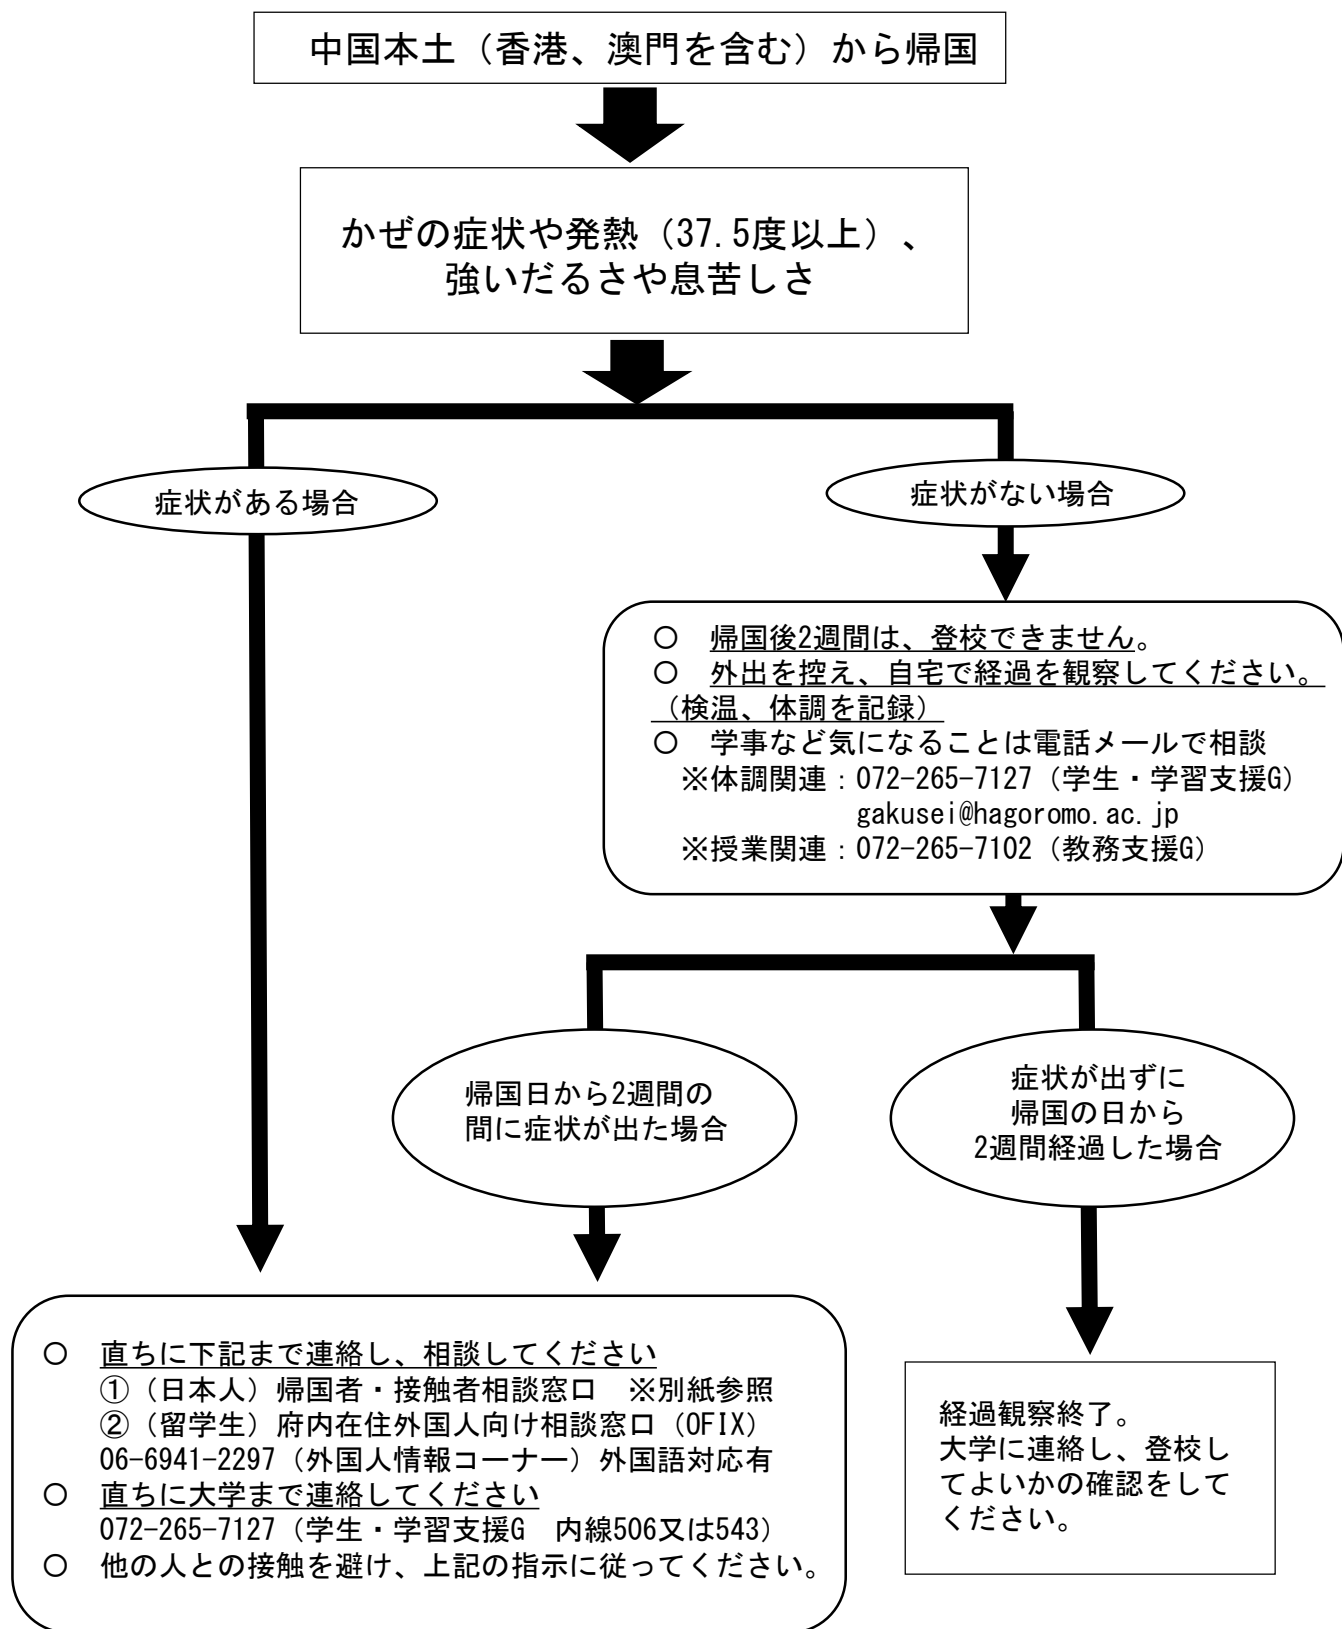 中国本土（香港、澳門を含む）から帰国
かぜの症状や発熱（37.5度以上）、
強いだるさや息苦しさ
症状がある場合
症状がない場合
○　帰国後2週間は、登校できません。
○　外出を控え、自宅で経過を観察してください。
（検温、体調を記録）
○　学事など気になることは電話メールで相談
※体調関連：072-265-7127（学生・学習支援G）
gakusei@hagoromo.ac.jp
※授業関連：072-265-7102（教務支援G）
帰国日から2週間の
間に症状が出た場合
症状が出ずに
帰国の日から
2週間経過した場合
○　直ちに下記まで連絡し、相談してください
①（日本人）帰国者・接触者相談窓口　※別紙参照
②（留学生）府内在住外国人向け相談窓口（OFIX）
06-6941-2297（外国人情報コーナー）外国語対応有
○　直ちに大学まで連絡してください
072-265-7127（学生・学習支援G　内線506又は543）
○　他の人との接触を避け、上記の指示に従ってください。
経過観察終了。
大学に連絡し、登校し
てよいかの確認をして
ください。